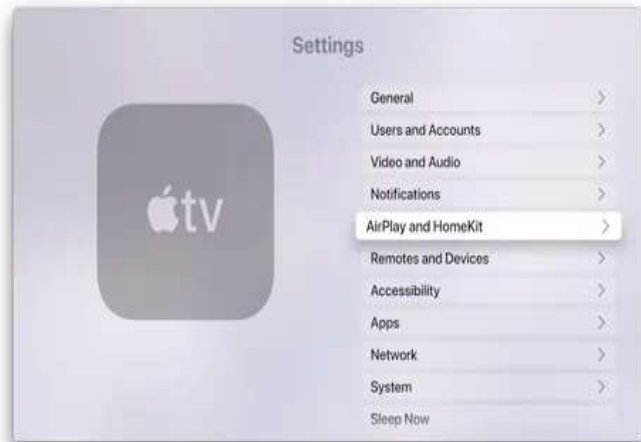 Settings
tv
General
Users and Accounts
Video and Audio
Notifications
AirPlay and HomeKit
Remotes and Devices
Accessibility
Apps
Network
System
Sleep Now